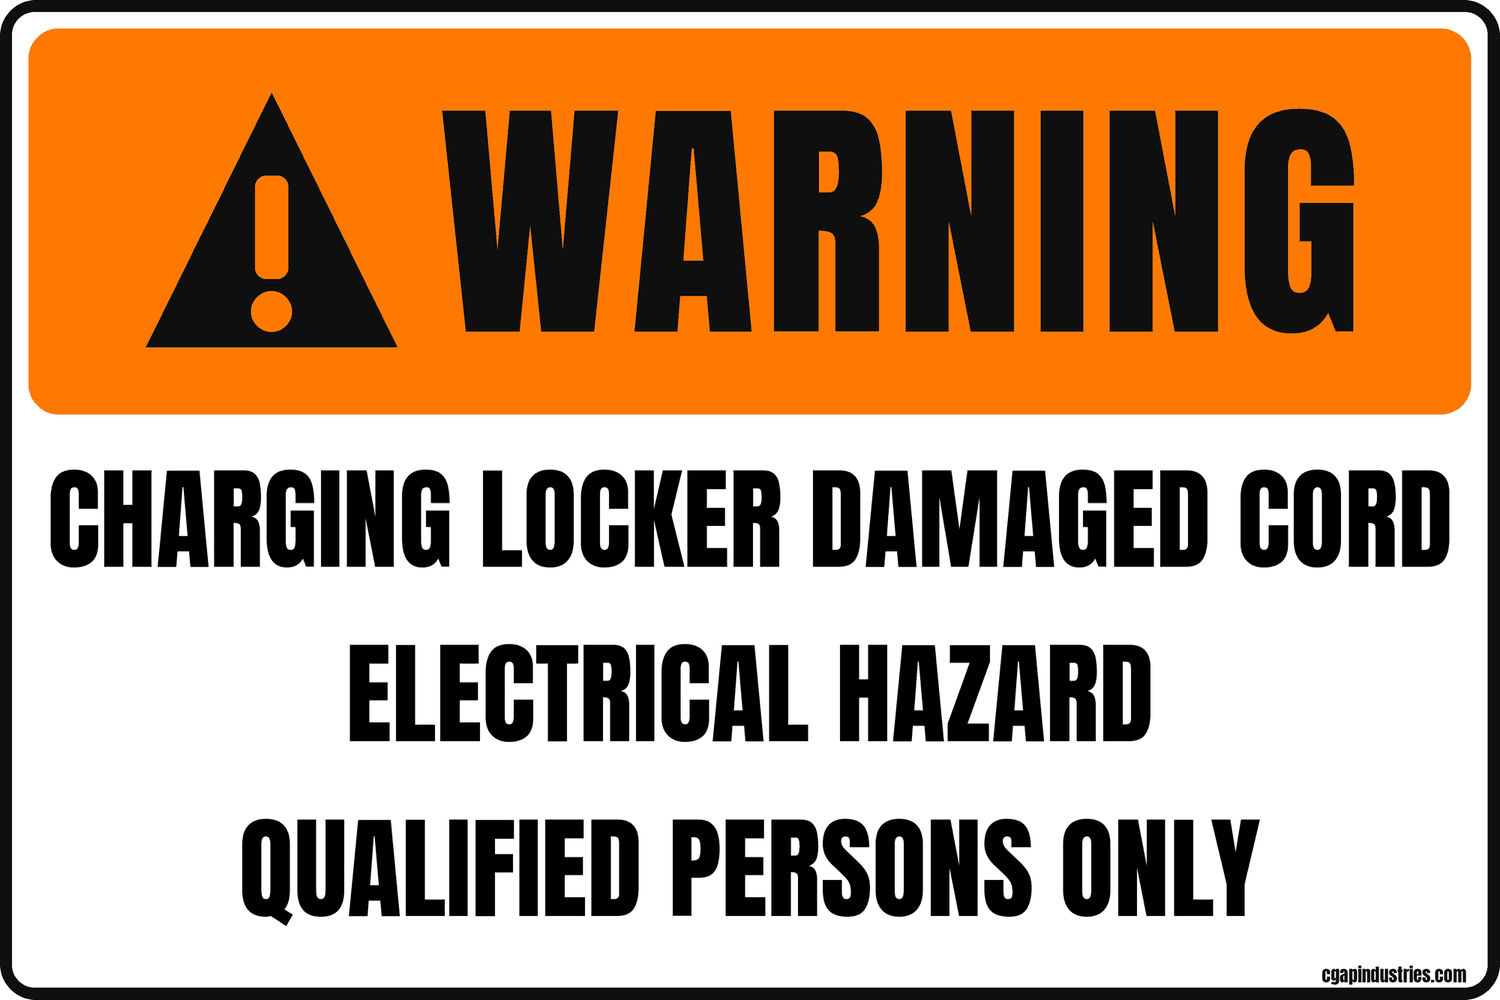 WARNING
CHARGING LOCKER DAMAGED CORD
ELECTRICAL HAZARD
QUALIFIED PERSONS ONLY
cgapindustries.com